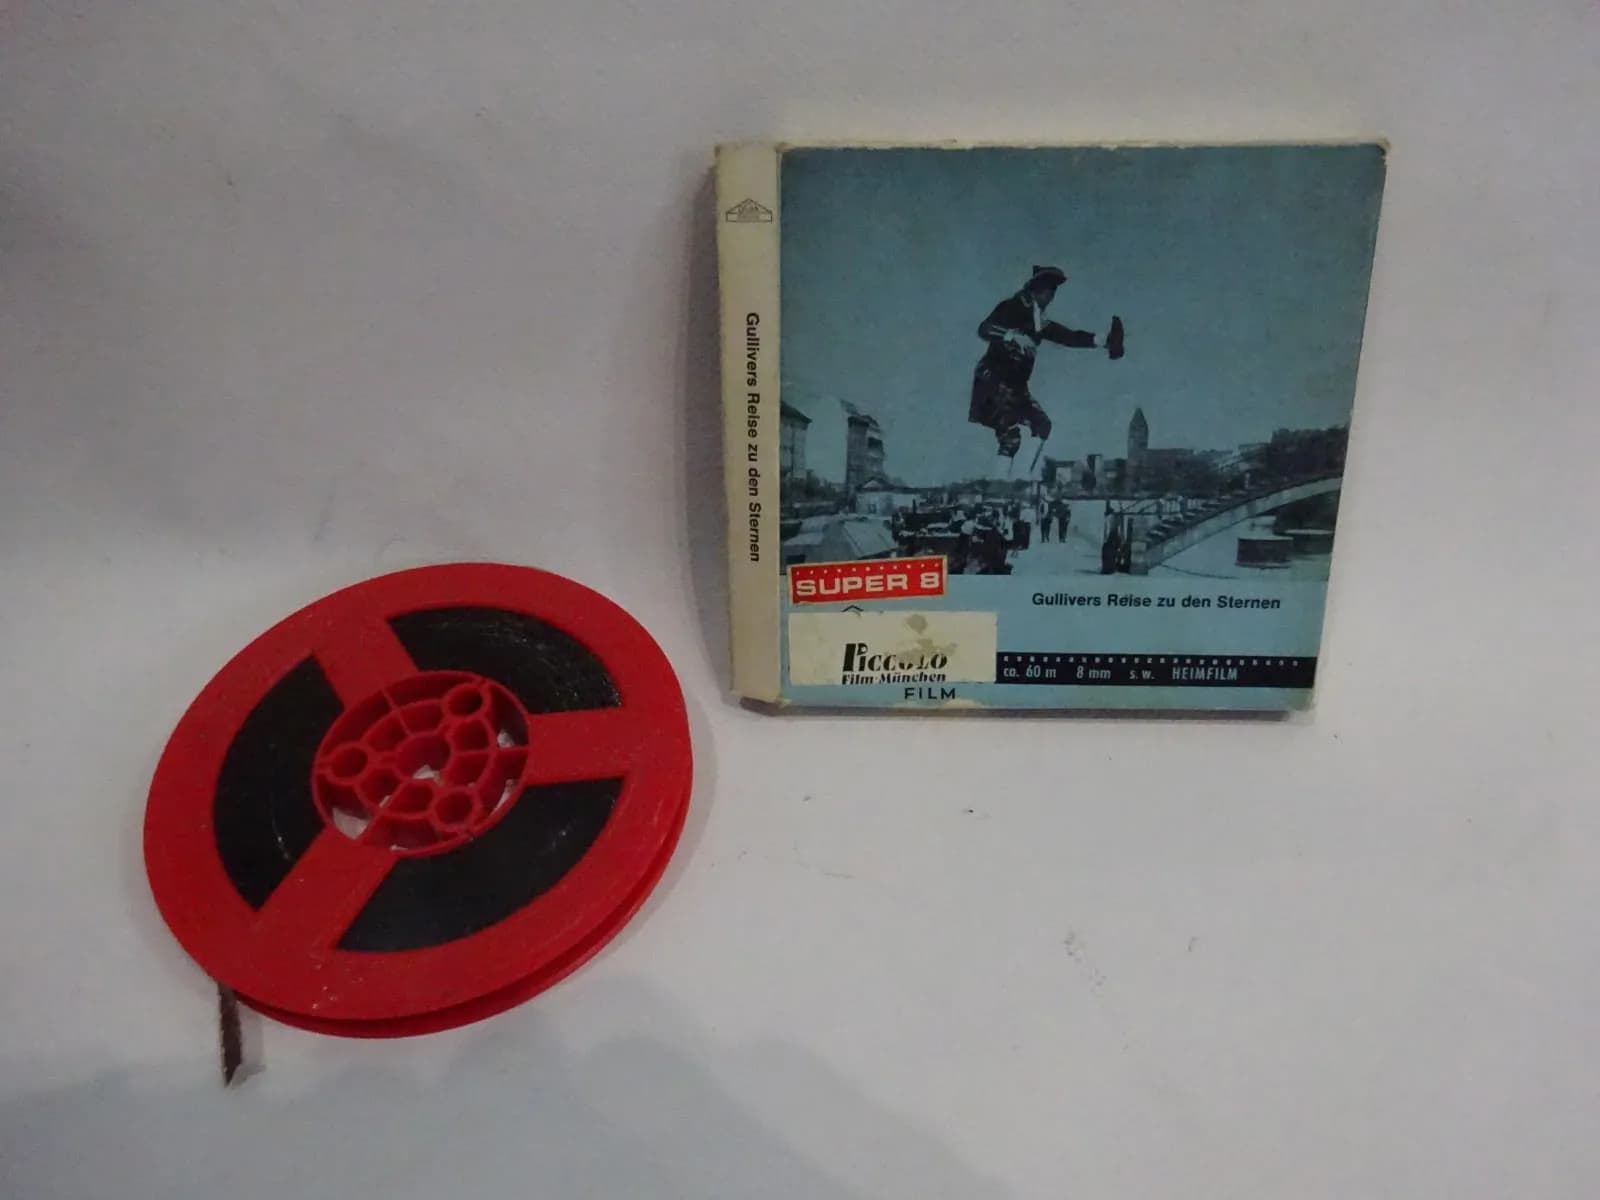 Gullivers Reise zu den Sternen
SUPER 8
Gullivers Reise zu den Sternen
Piccolo
Film-München
FILM
ca. 60 m 8 mm s.w. HEIMFILM